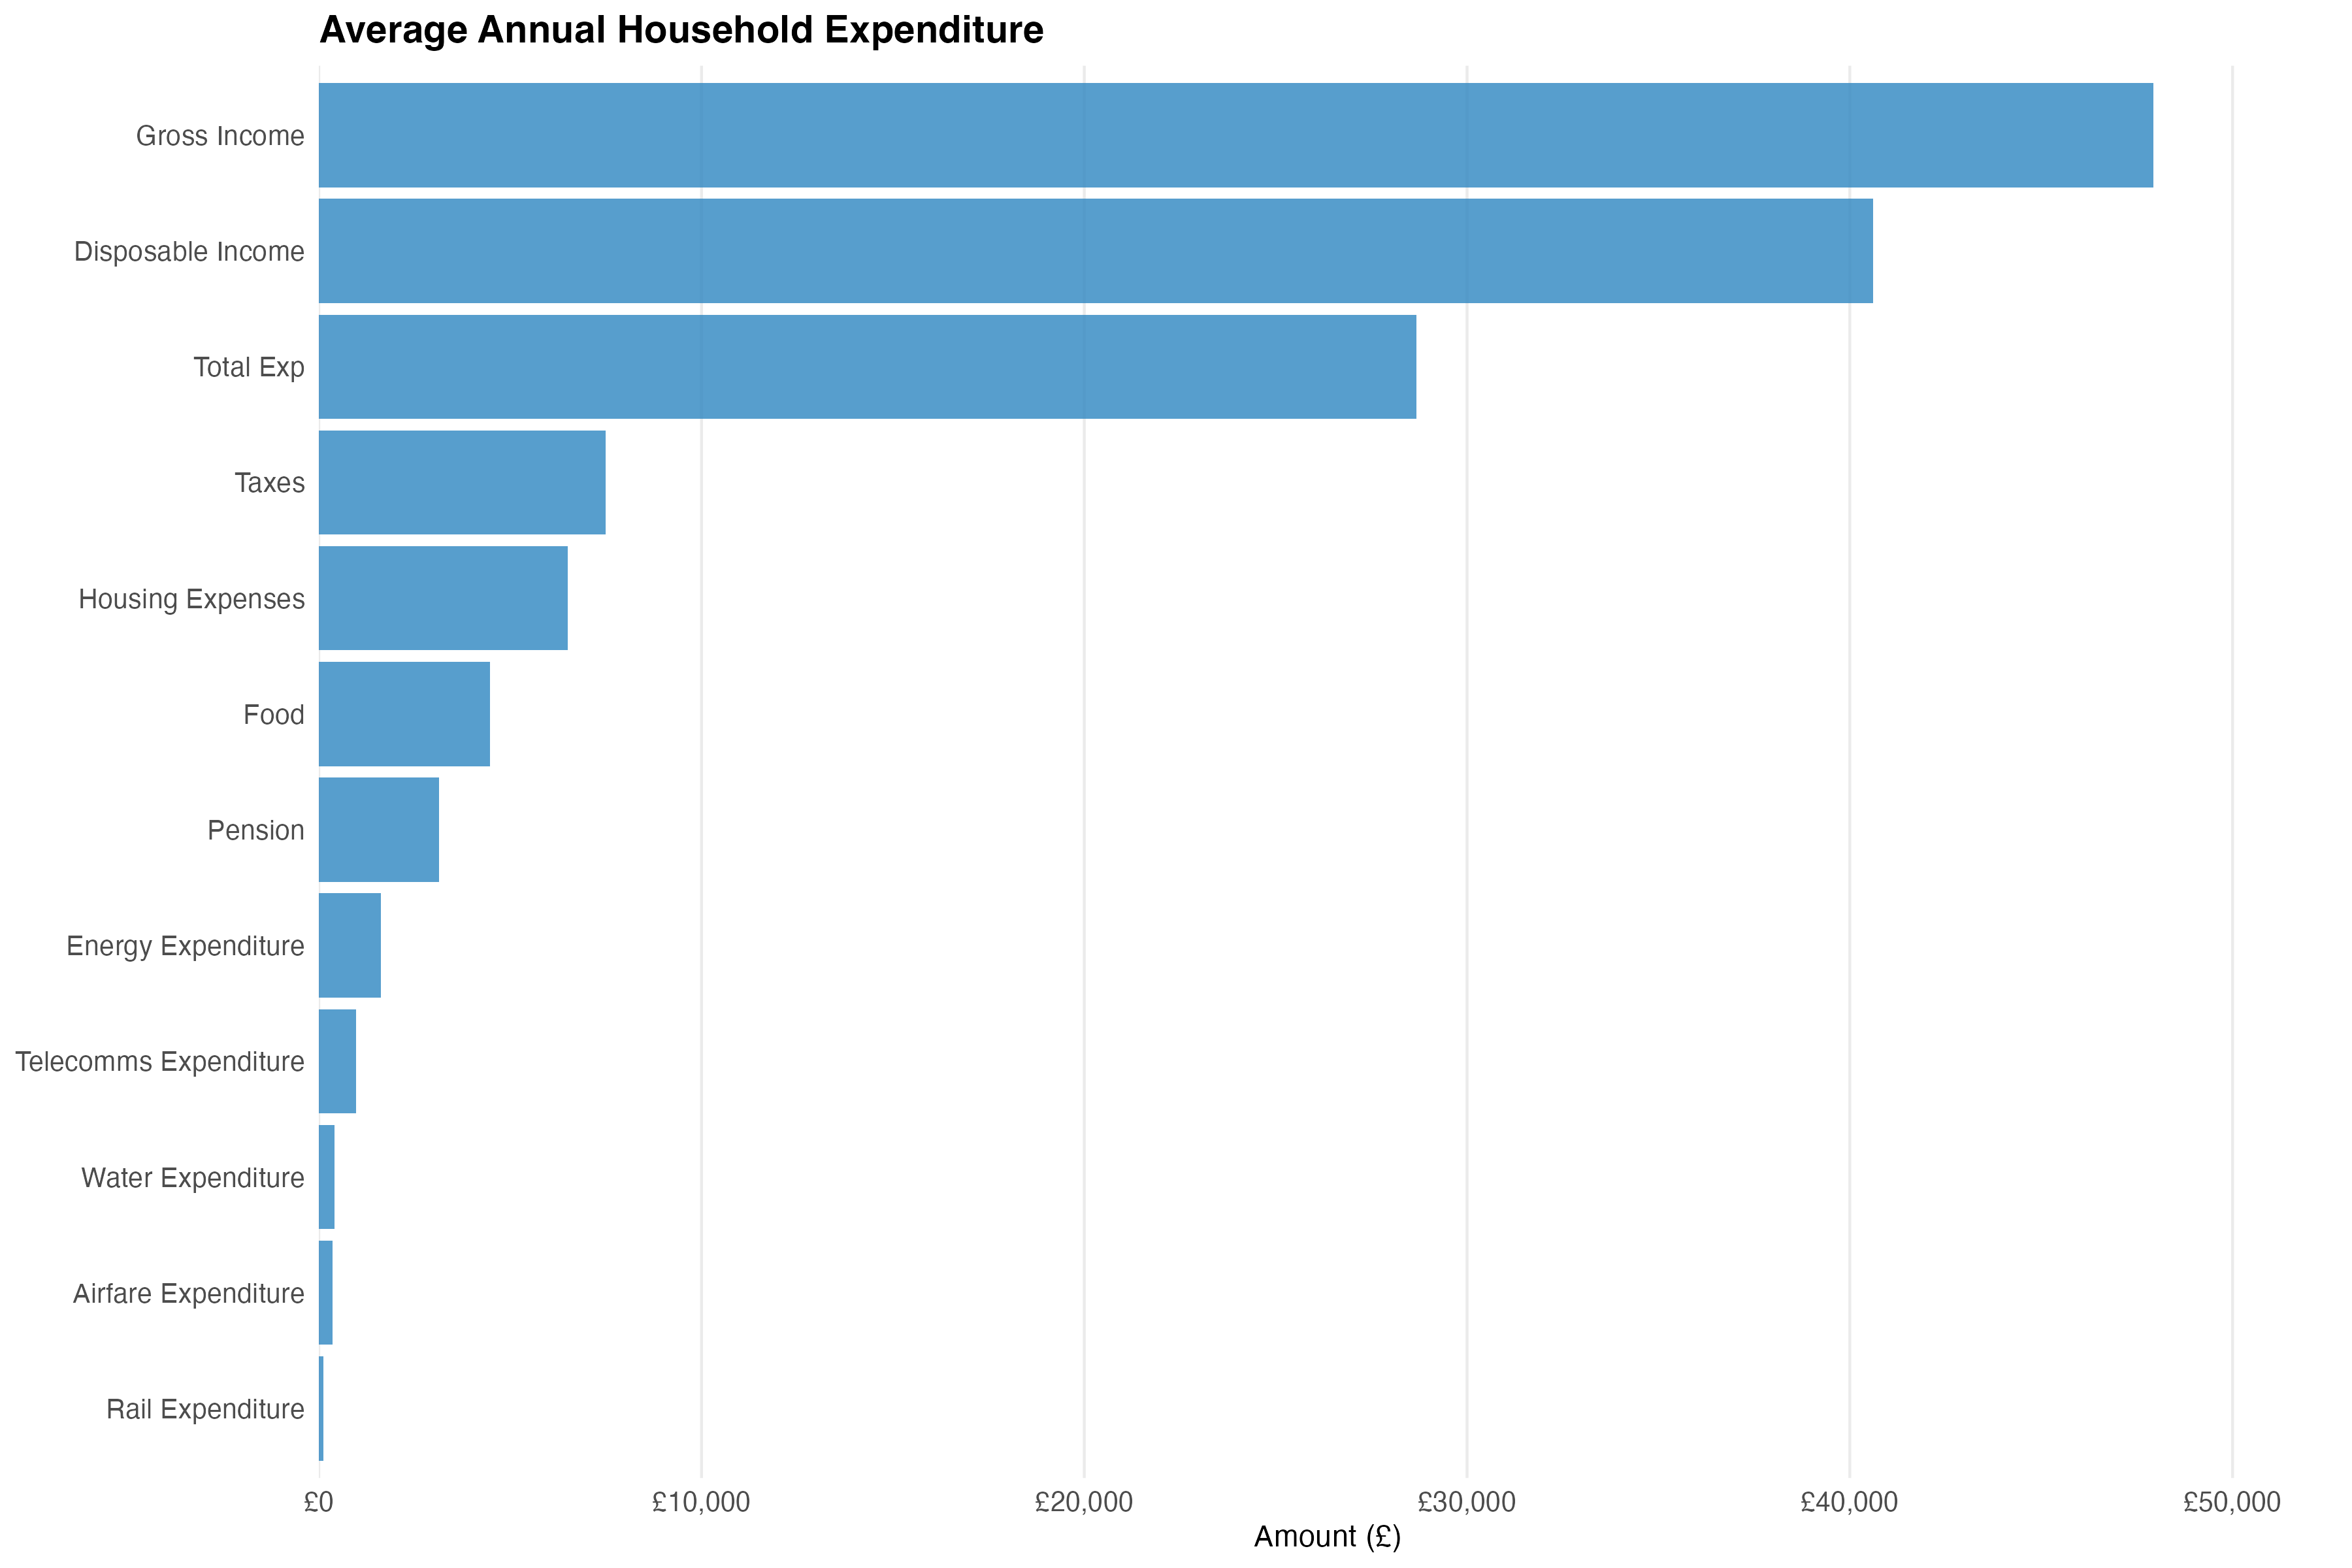 Average Annual Household Expenditure
Gross Income
Disposable Income
Total Exp
Taxes
Housing Expenses
Food
Pension
Energy Expenditure
Telecomms Expenditure
Water Expenditure
Airfare Expenditure
Rail Expenditure
£0 £10,000 £20,000 £30,000 £40,000 £50,000
Amount (£)